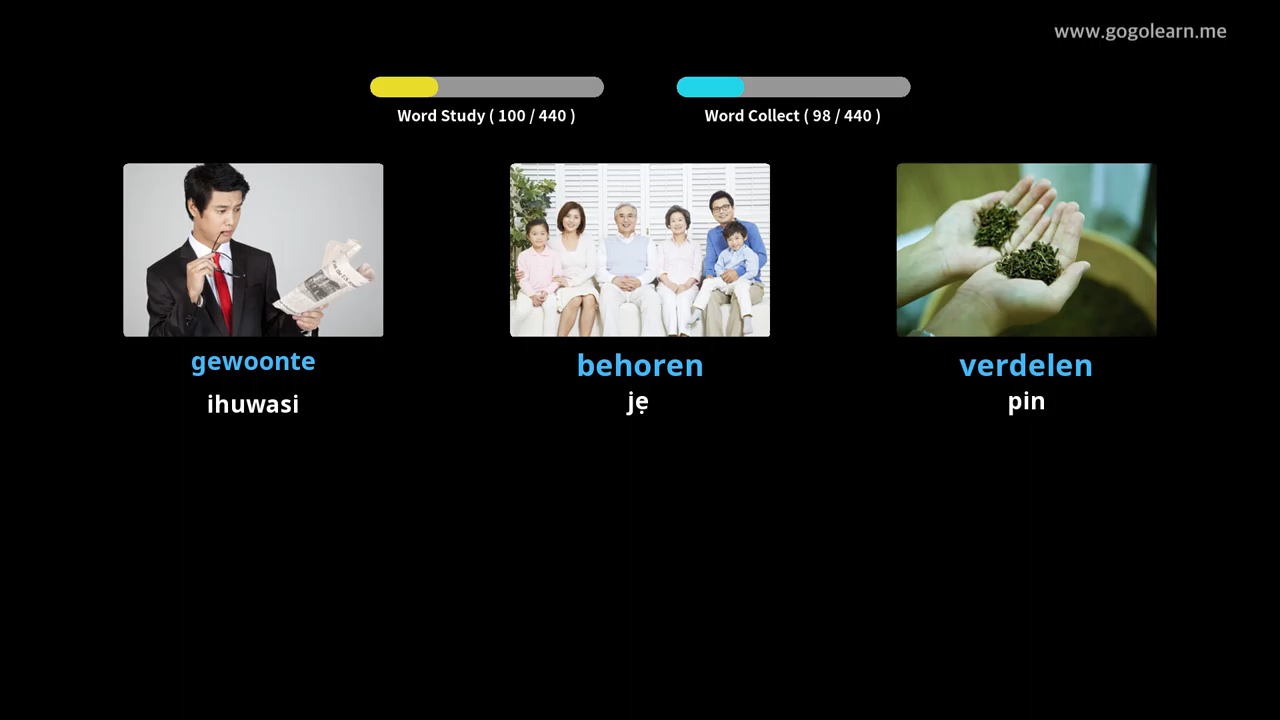 www.gogolearn.me
Word Study ( 100 / 440 )
Word Collect ( 98 / 440 )
gewoonte
ihuwasi
behoren
jẹ
verdelen
pin